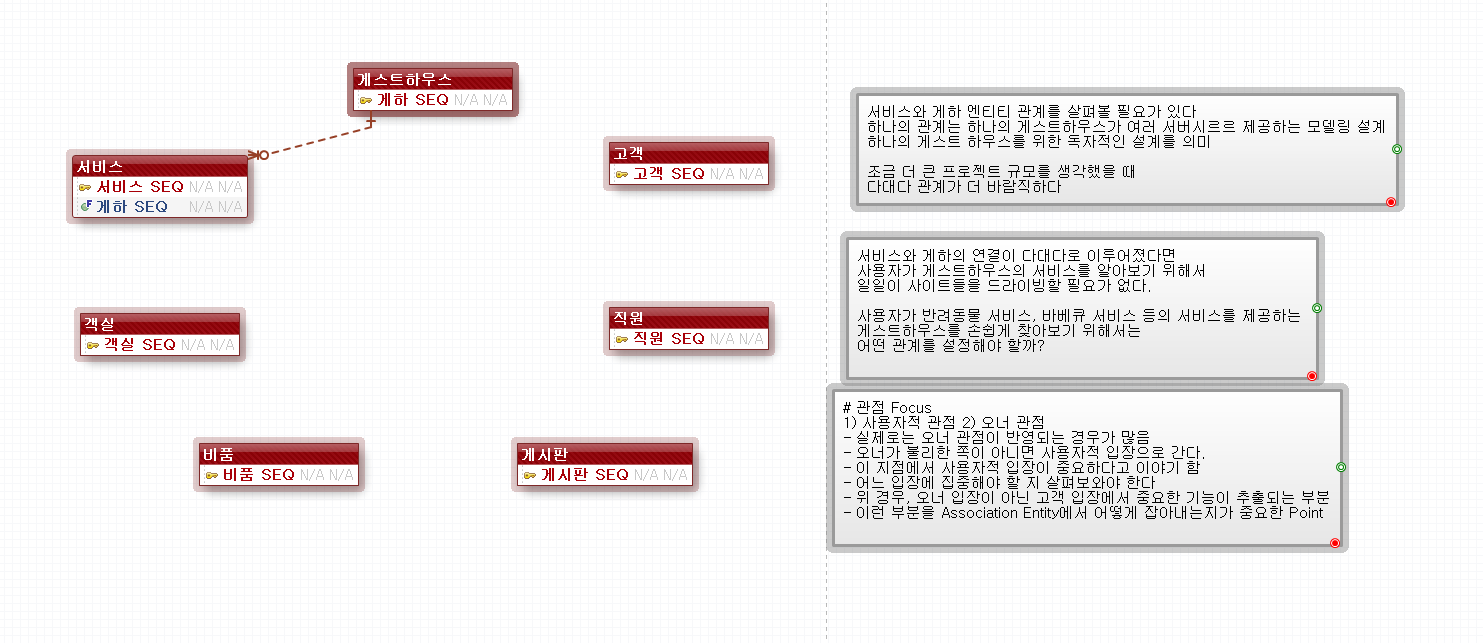 게스트하우스
게하 SEQ N/A N/A
서비스
서비스 SEQ N/A N/A
게하 SEQ N/A N/A
고객
고객 SEQ N/A N/A
객실
객실 SEQ N/A N/A
직원
직원 SEQ N/A N/A
비품
비품 SEQ N/A N/A
게시판
게시판 SEQ N/A N/A
서비스와 게하 엔티티 관계를 살펴볼 필요가 있다
하나의 관계는 하나의 게스트하우스가 여러 서버시르르 제공하는 모델링 설계
하나의 게스트 하우스를 위한 독자적인 설계를 의미
조금 더 큰 프로젝트 규모를 생각했을 때
다대다 관계가 더 바람직하다
서비스와 게하의 연결이 다대다로 이루어졌다면
사용자가 게스트하우스의 서비스를 알아보기 위해서
일일이 사이트들을 드라이빙할 필요가 없다.
사용자가 반려동물 서비스, 바베큐 서비스 등의 서비스를 제공하는
게스트하우스를 손쉽게 찾아보기 위해서는
어떤 관계를 설정해야 할까?
# 관점 Focus
1) 사용자적 관점 2) 오너 관점
- 실제로는 오너 관점이 반영되는 경우가 많음
- 오너가 불리한 쪽이 아니면 사용자적 입장으로 간다.
- 이 지점에서 사용자적 입장이 중요하다고 이야기 함
- 어느 입장에 집중해야 할 지 살펴보와야 한다
- 위 경우, 오너 입장이 아닌 고객 입장에서 중요한 기능이 추출되는 부분
- 이런 부분을 Association Entity에서 어떻게 잡아내는지가 중요한 Point